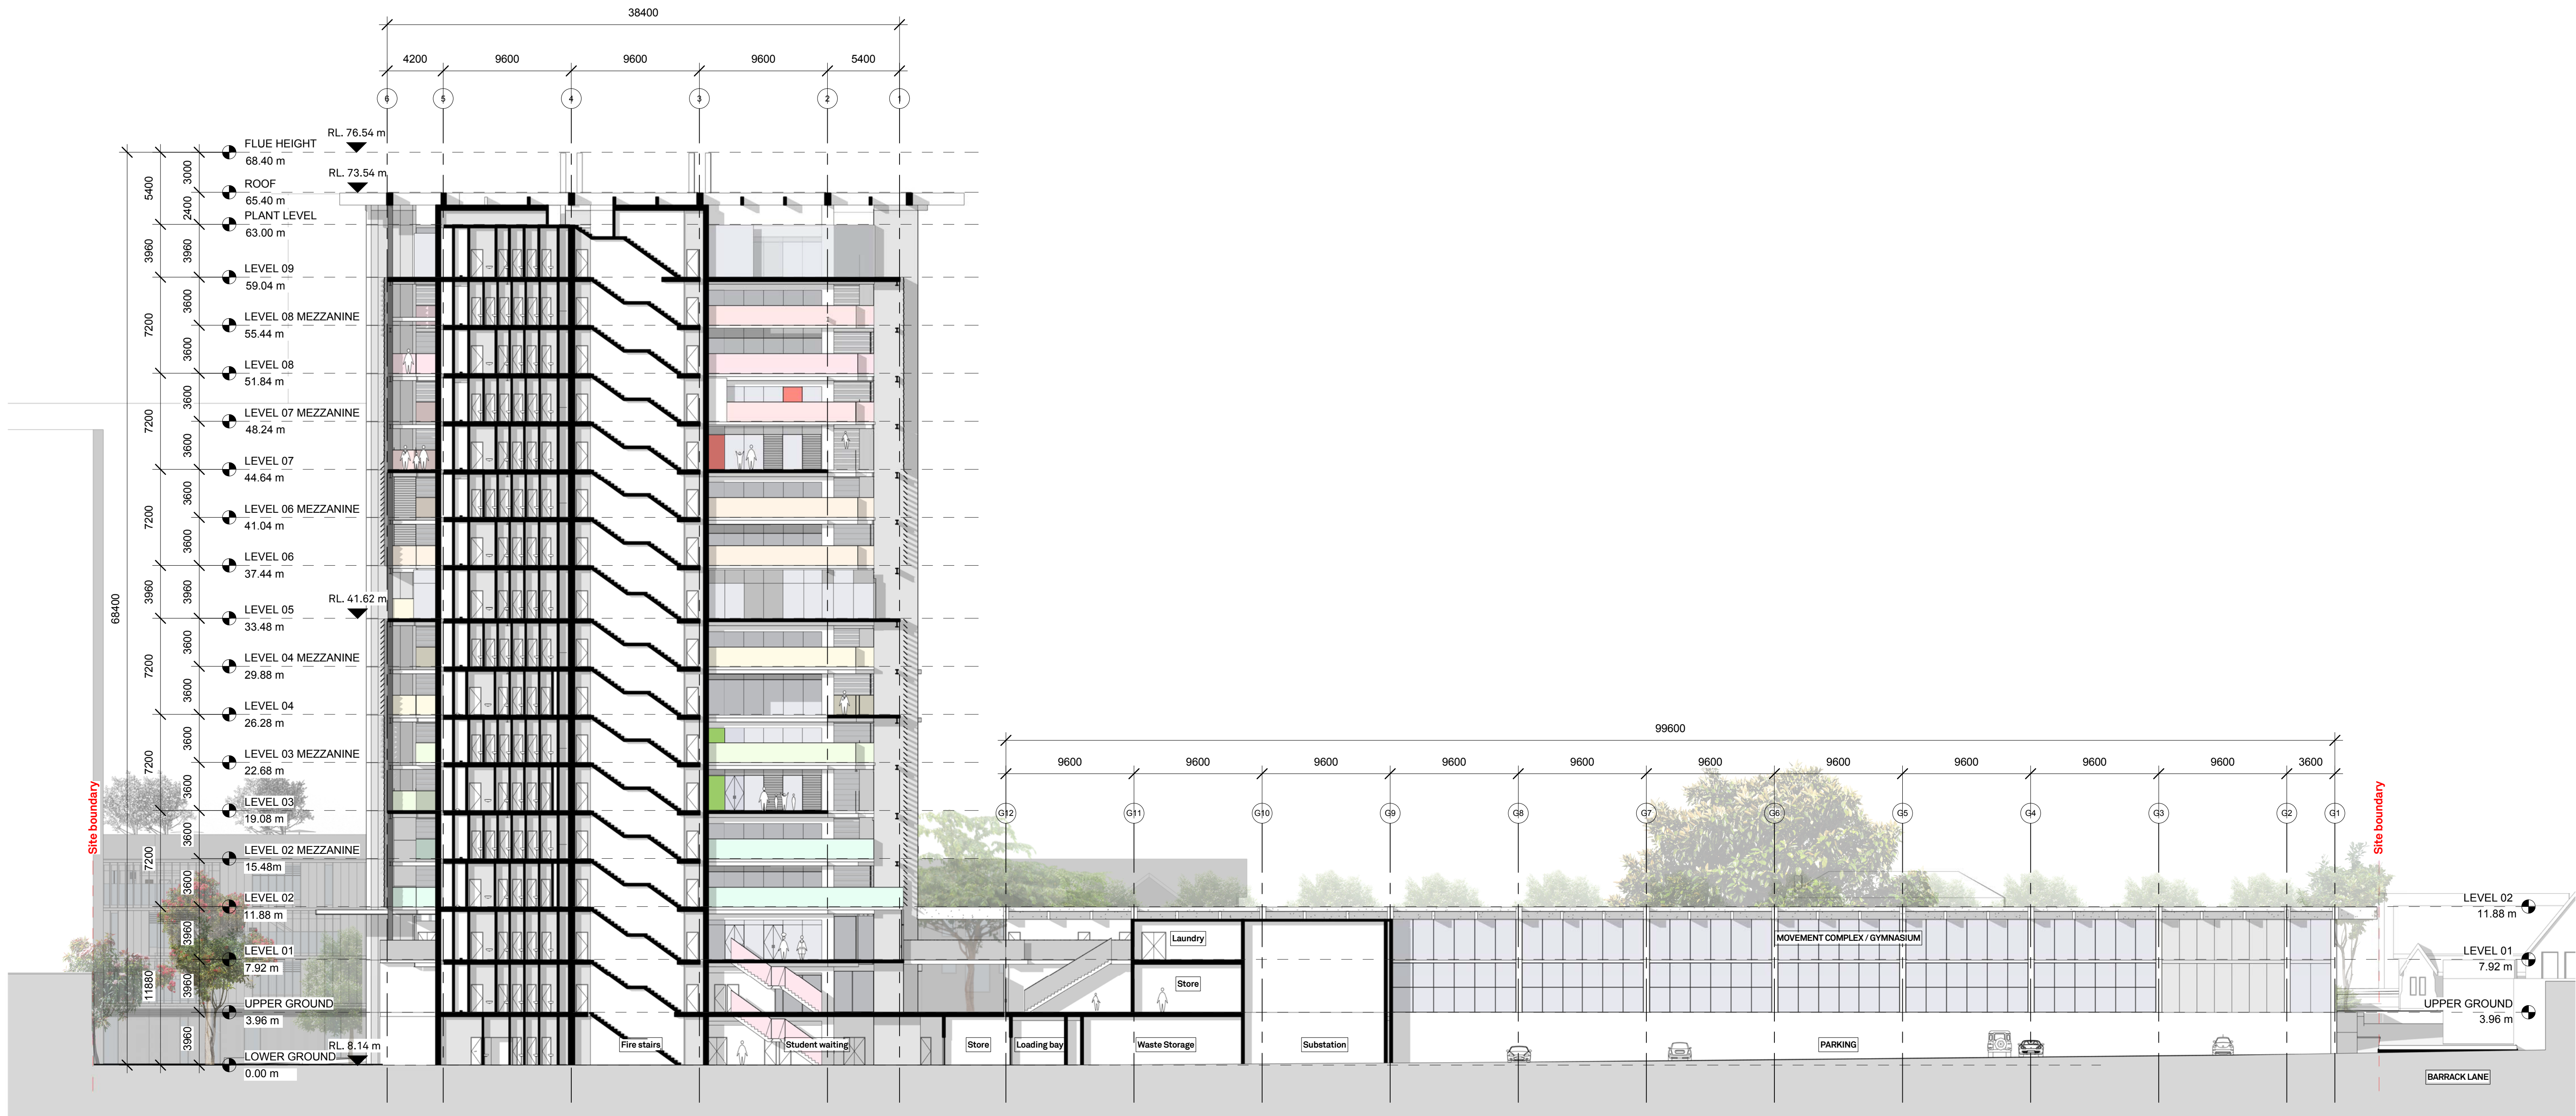 38400
4200
9600
9600
9600
5400
6
5
4
3
2
1
RL. 76.54 m
FLUE HEIGHT
68.40 m
3000
RL. 73.54 m
5400
ROOF
65.40 m
2400
PLANT LEVEL
63.00 m
3960
3960
LEVEL 09
59.04 m
3600
7200
LEVEL 08 MEZZANINE
55.44 m
3600
LEVEL 08
51.84 m
3600
7200
LEVEL 07 MEZZANINE
48.24 m
3600
LEVEL 07
44.64 m
3600
7200
LEVEL 06 MEZZANINE
41.04 m
3600
LEVEL 06
37.44 m
3960
3960
68400
RL. 41.62 m
LEVEL 05
33.48 m
3600
7200
LEVEL 04 MEZZANINE
29.88 m
3600
LEVEL 04
26.28 m
3600
7200
LEVEL 03 MEZZANINE
22.68 m
3600
LEVEL 03
19.08 m
3600
7200
LEVEL 02 MEZZANINE
15.48m
3600
LEVEL 02
11.88 m
3960
LEVEL 01
7.92 m
11880
3960
UPPER GROUND
3.96 m
3960
RL. 8.14 m
LOWER GROUND
0.00 m
Site boundary
99600
9600
9600
9600
9600
9600
9600
9600
9600
9600
9600
3600
G12
G11
G10
G9
G8
G7
G6
G5
G4
G3
G2
G1
Site boundary
LEVEL 02
11.88 m
LEVEL 01
7.92 m
UPPER GROUND
3.96 m
Laundry
MOVEMENT COMPLEX / GYMNASIUM
Store
Fire stairs
Student waiting
Store
Loading bay
Waste Storage
Substation
PARKING
BARRACK LANE